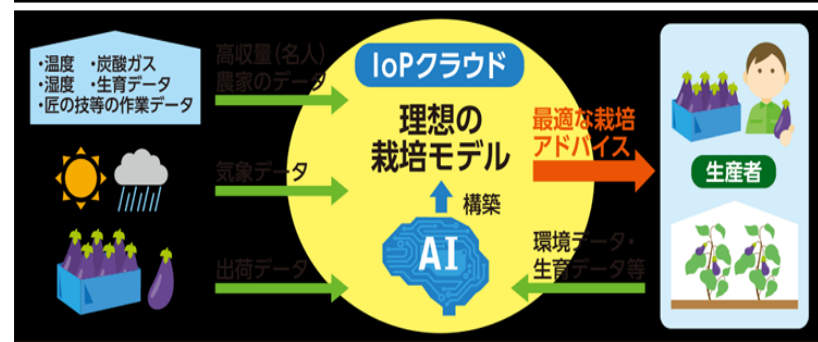 ・温度 ・炭酸ガス
・湿度 ・生育データ
・匠の技等の作業データ
高収量(名人)
農家のデータ
気象データ
出荷データ
IoPクラウド
理想の
栽培モデル
構築
AI
最適な栽培
アドバイス
環境データ・
生育データ等
生産者